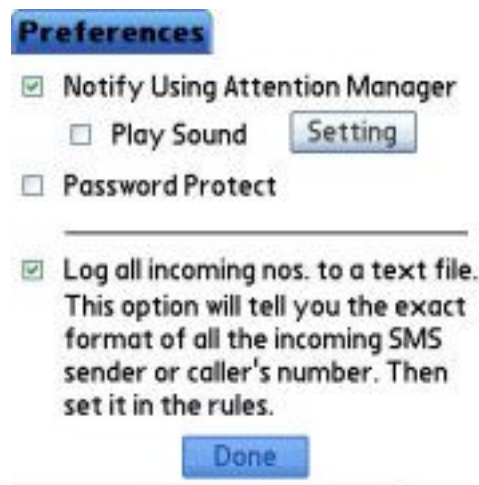 Preferences
Notify Using Attention Manager
Play Sound Setting
Password Protect
Log all incoming nos. to a text file.
This option will tell you the exact
format of all the incoming SMS
sender or caller's number. Then
set it in the rules.
Done